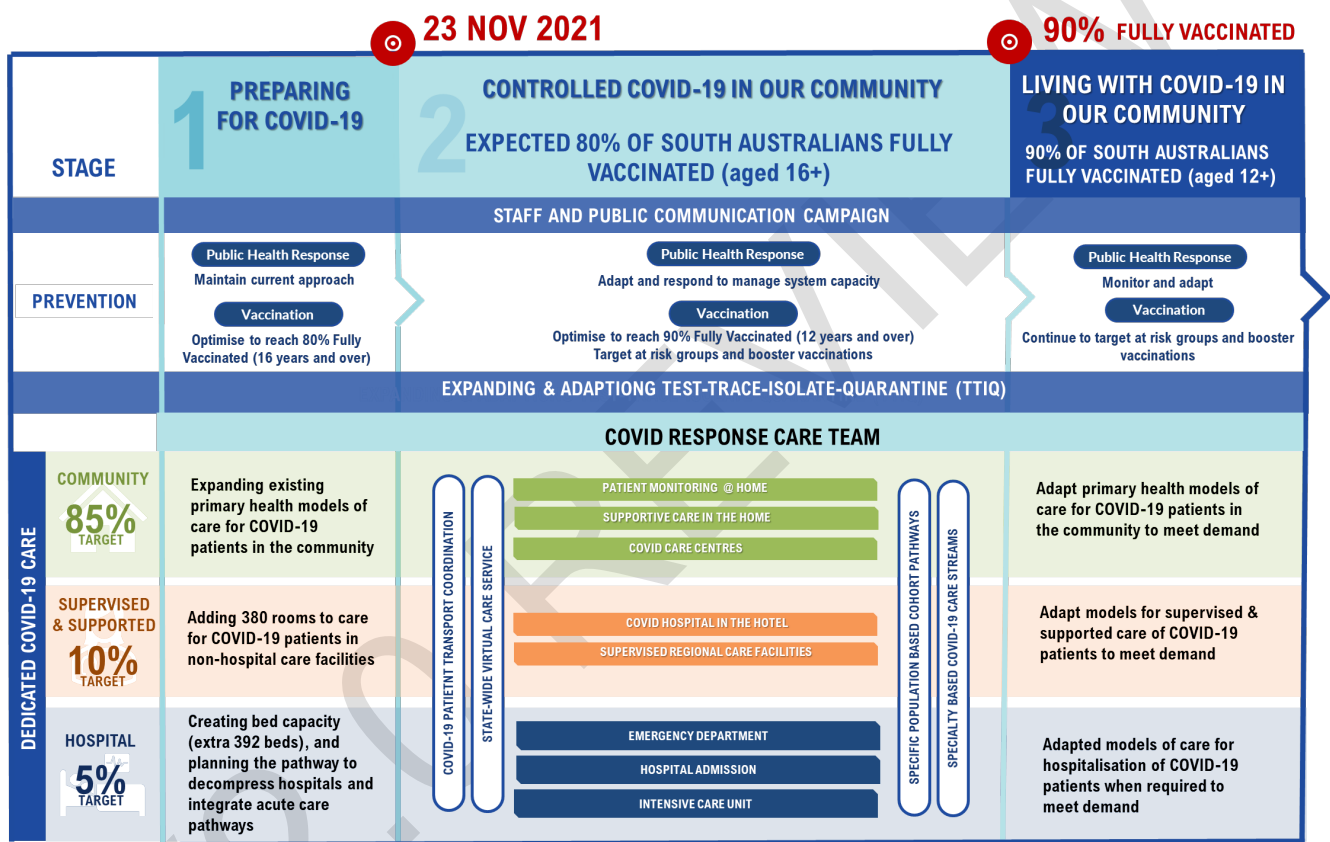 23 NOV 2021
90% FULLY VACCINATED
STAGE
1
PREPARING
FOR COVID-19
2
CONTROLLED COVID-19 IN OUR COMMUNITY
EXPECTED 80% OF SOUTH AUSTRALIANS FULLY
VACCINATED (aged 16+)
3
LIVING WITH COVID-19 IN
OUR COMMUNITY
90% OF SOUTH AUSTRALIANS
FULLY VACCINATED (aged 12+)
STAFF AND PUBLIC COMMUNICATION CAMPAIGN
PREVENTION
Public Health Response
Maintain current approach
Vaccination
Optimise to reach 80% Fully
Vaccinated (16 years and over)
Public Health Response
Adapt and respond to manage system capacity
Vaccination
Optimise to reach 90% Fully Vaccinated (12 years and over)
Target at risk groups and booster vaccinations
Public Health Response
Monitor and adapt
Vaccination
Continue to target at risk groups and booster
vaccinations
EXPANDING & ADAPTIONG TEST-TRACE-ISOLATE-QUARANTINE (TTIQ)
COVID RESPONSE CARE TEAM
DEDICATED COVID-19 CARE
COMMUNITY
85%
TARGET
Expanding existing
primary health models of
care for COVID-19
patients in the community
SUPERVISED
& SUPPORTED
10%
TARGET
Adding 380 rooms to care
for COVID-19 patients in
non-hospital care facilities
HOSPITAL
5%
TARGET
Creating bed capacity
(extra 392 beds), and
planning the pathway to
decompress hospitals and
integrate acute care
pathways
COVID-19 PATIETNT TRANSPORT COORDINATION
STATE-WIDE VIRTUAL CARE SERVICE
PATIENT MONITORING @ HOME
SUPPORTIVE CARE IN THE HOME
COVID CARE CENTRES
COVID HOSPITAL IN THE HOTEL
SUPERVISED REGIONAL CARE FACILITIES
EMERGENCY DEPARTMENT
HOSPITAL ADMISSION
INTENSIVE CARE UNIT
SPECIFIC POPULATION BASED COHORT PATHWAYS
SPECIALTY BASED COVID-19 CARE STREAMS
Adapt primary health models of
care for COVID-19 patients in
the community to meet demand
Adapt models for supervised &
supported care of COVID-19
patients to meet demand
Adapted models of care for
hospitalisation of COVID-19
patients when required to
meet demand